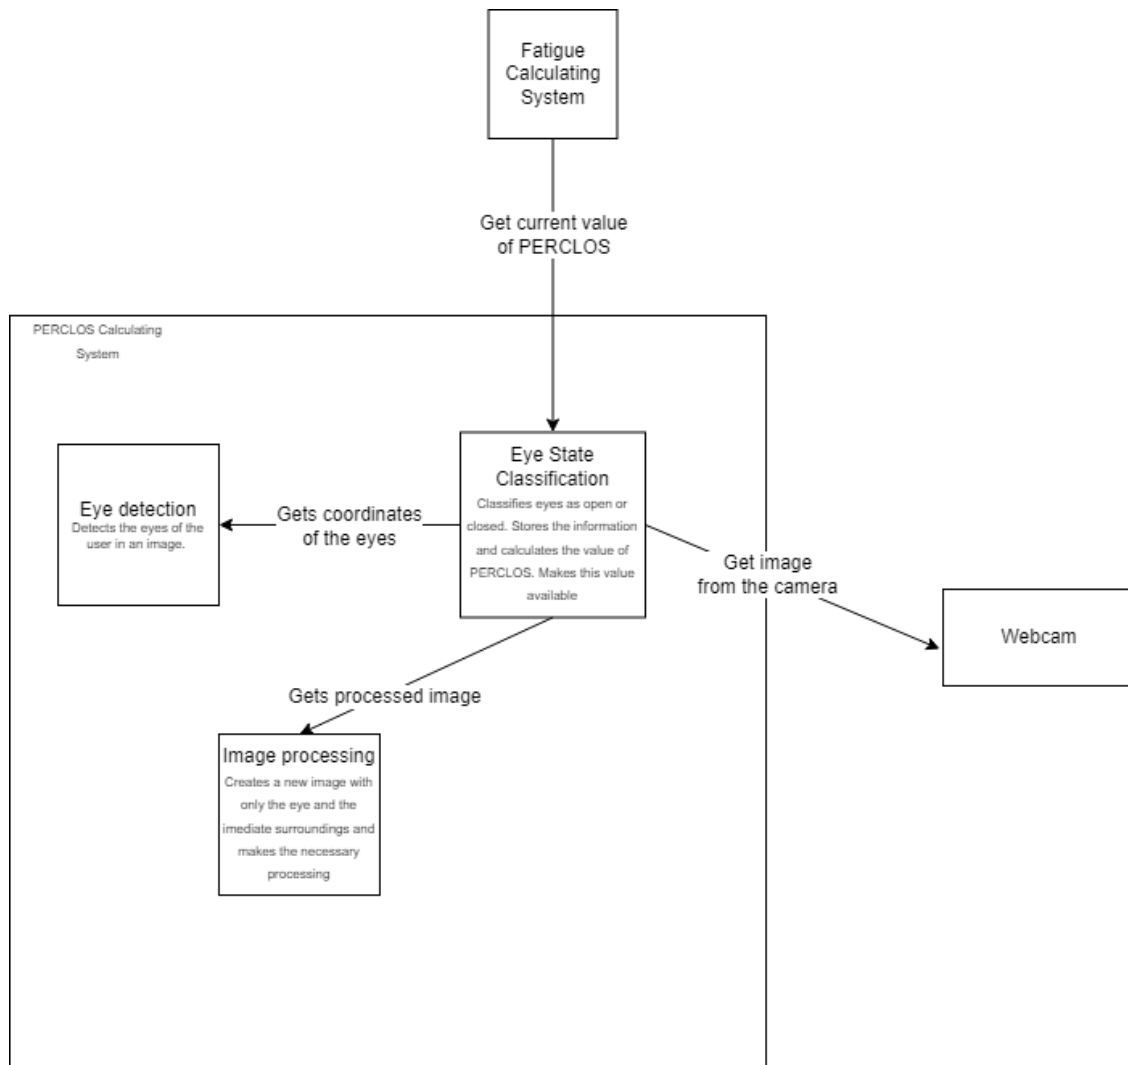 Fatigue
Calculating
System
Get current value
of PERCLOS
PERCLOS Calculating
System
Eye detection
Detects the eyes of the
user in an image.
Gets coordinates
of the eyes
Eye State
Classification
Classifies eyes as open or
closed. Stores the information
and calculates the value of
PERCLOS. Makes this value
available
Get image
from the camera
Webcam
Gets processed image
Image processing
Creates a new image with
only the eye and the
imediate surroundings and
makes the necessary
processing